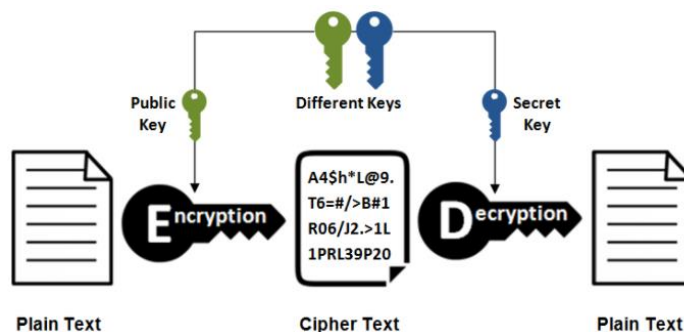 Public
Key
Different Keys
Secret
Key
Encryption
A4$h*L@9.
T6=#/>B#1
R06/J2.>1L
1PRL39P20
Decryption
Plain Text
Cipher Text
Plain Text